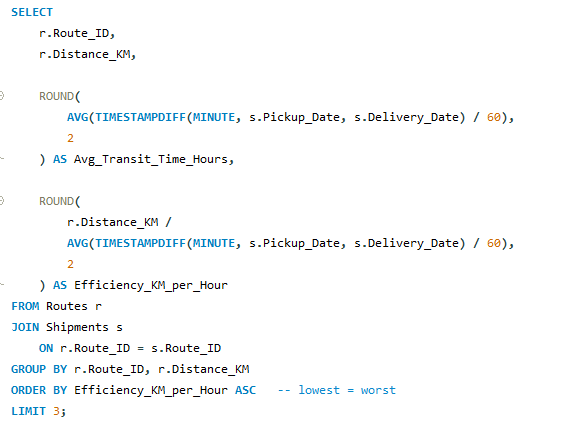 SELECT
    r.Route_ID,
    r.Distance_KM,

    ROUND(
        AVG(TIMESTAMPDIFF(MINUTE, s.Pickup_Date, s.Delivery_Date) / 60),
        2
    ) AS Avg_Transit_Time_Hours,

    ROUND(
        r.Distance_KM /
        AVG(TIMESTAMPDIFF(MINUTE, s.Pickup_Date, s.Delivery_Date) / 60),
        2
    ) AS Efficiency_KM_per_Hour
FROM Routes r
JOIN Shipments s
    ON r.Route_ID = s.Route_ID
GROUP BY r.Route_ID, r.Distance_KM
ORDER BY Efficiency_KM_per_Hour ASC   -- lowest = worst
LIMIT 3;